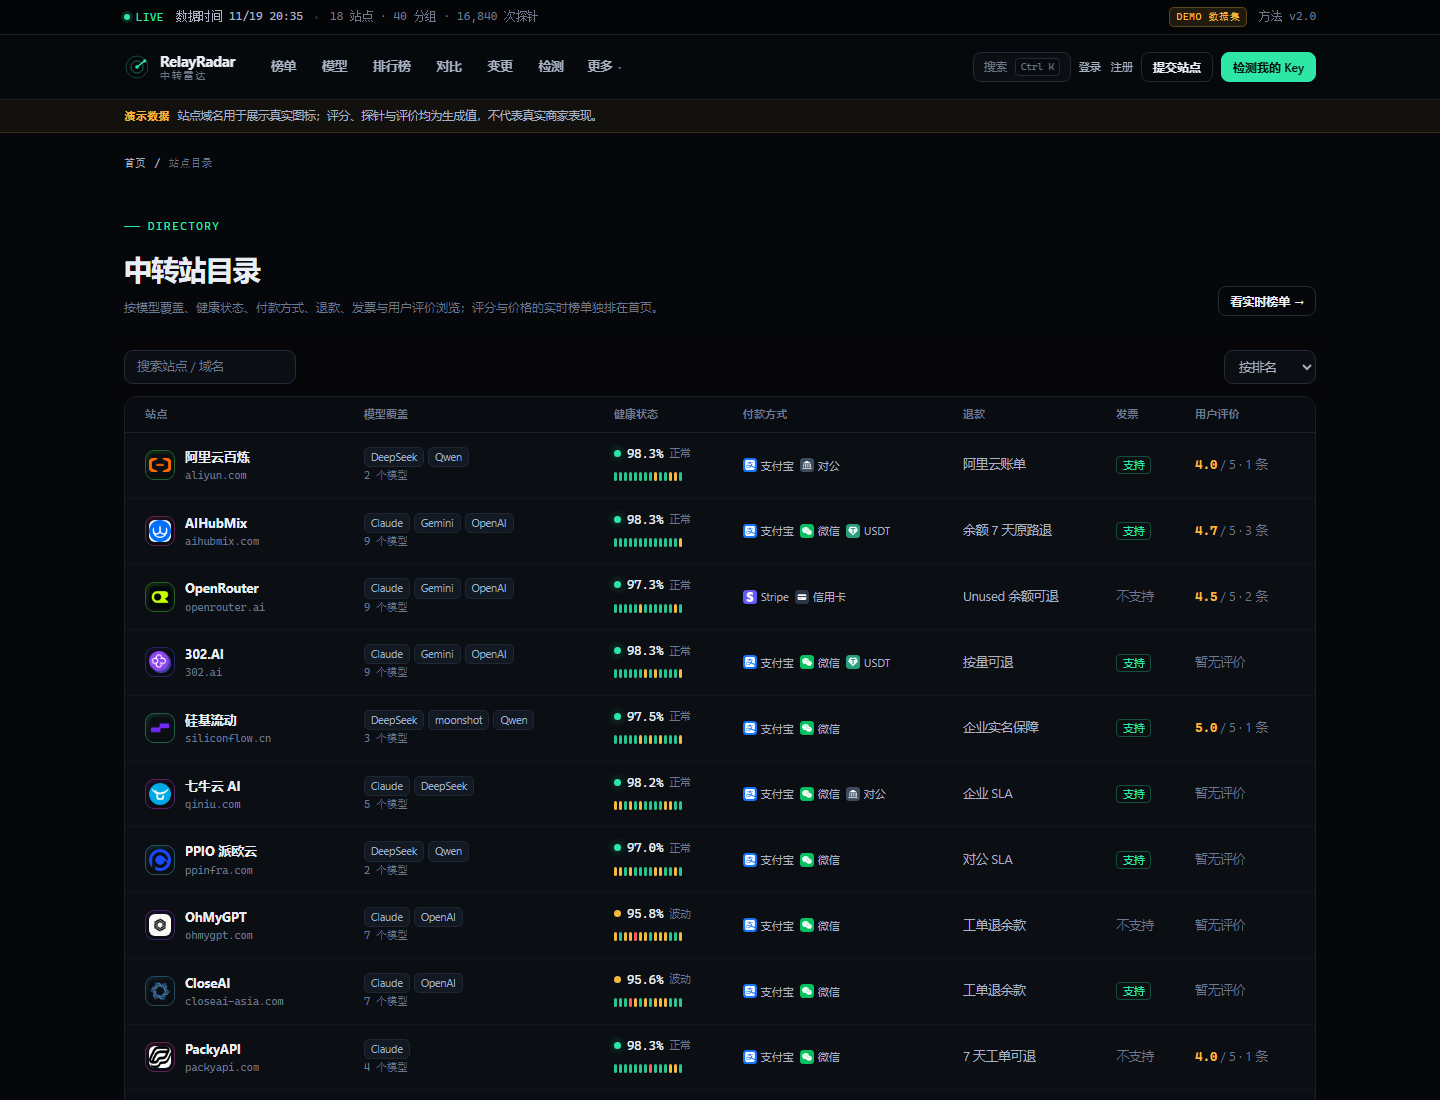 LIVE 数据时间 11/19 20:35 · 18 站点 · 40 分组 · 16,840 次探针
DEMO 数据集 方法 v2.0
RelayRadar
中转雷达
榜单 模型 排行榜 对比 变更 检测 更多
搜索 Ctrl K 登录 注册 提交站点 检测我的 Key
演示数据 站点域名用于展示真实图标；评分、探针与评价均为生成值，不代表真实商家表现。
首页 / 站点目录
DIRECTORY
中转站目录
按模型覆盖、健康状态、付款方式、退款、发票与用户评价浏览；评分与价格的实时榜单独排在首页。
看实时榜单 →
搜索站点 / 域名
按排名
站点 模型覆盖 健康状态 付款方式 退款 发票 用户评价
阿里云百炼 DeepSeek Qwen 98.3% 正常 支付宝 对公 阿里云账单 支持 4.0 / 5 · 1 条
aliyun.com 2 个模型
AIHubMix Claude Gemini OpenAI 98.3% 正常 支付宝 微信 USDT 余额 7 天原路退 支持 4.7 / 5 · 3 条
aihubmix.com 9 个模型
OpenRouter Claude Gemini OpenAI 97.3% 正常 Stripe 信用卡 Unused 余额可退 不支持 4.5 / 5 · 2 条
openrouter.ai 9 个模型
302.AI Claude Gemini OpenAI 98.3% 正常 支付宝 微信 USDT 按量可退 支持 暂无评价
302.ai 9 个模型
硅基流动 DeepSeek moonshot Qwen 97.5% 正常 支付宝 微信 企业实名保障 支持 5.0 / 5 · 1 条
siliconflow.cn 3 个模型
七牛云 AI Claude DeepSeek 98.2% 正常 支付宝 微信 对公 企业 SLA 支持 暂无评价
qiniu.com 5 个模型
PPIO 派欧云 DeepSeek Qwen 97.0% 正常 支付宝 微信 对公 SLA 支持 暂无评价
ppinfra.com 2 个模型
OhMyGPT Claude OpenAI 95.8% 波动 支付宝 微信 工单退余款 不支持 暂无评价
ohmygpt.com 7 个模型
CloseAI Claude OpenAI 95.6% 波动 支付宝 微信 工单退余款 支持 暂无评价
closeai-asia.com 7 个模型
PackyAPI Claude 98.3% 正常 支付宝 微信 7 天工单可退 不支持 4.0 / 5 · 1 条
packyapi.com 4 个模型